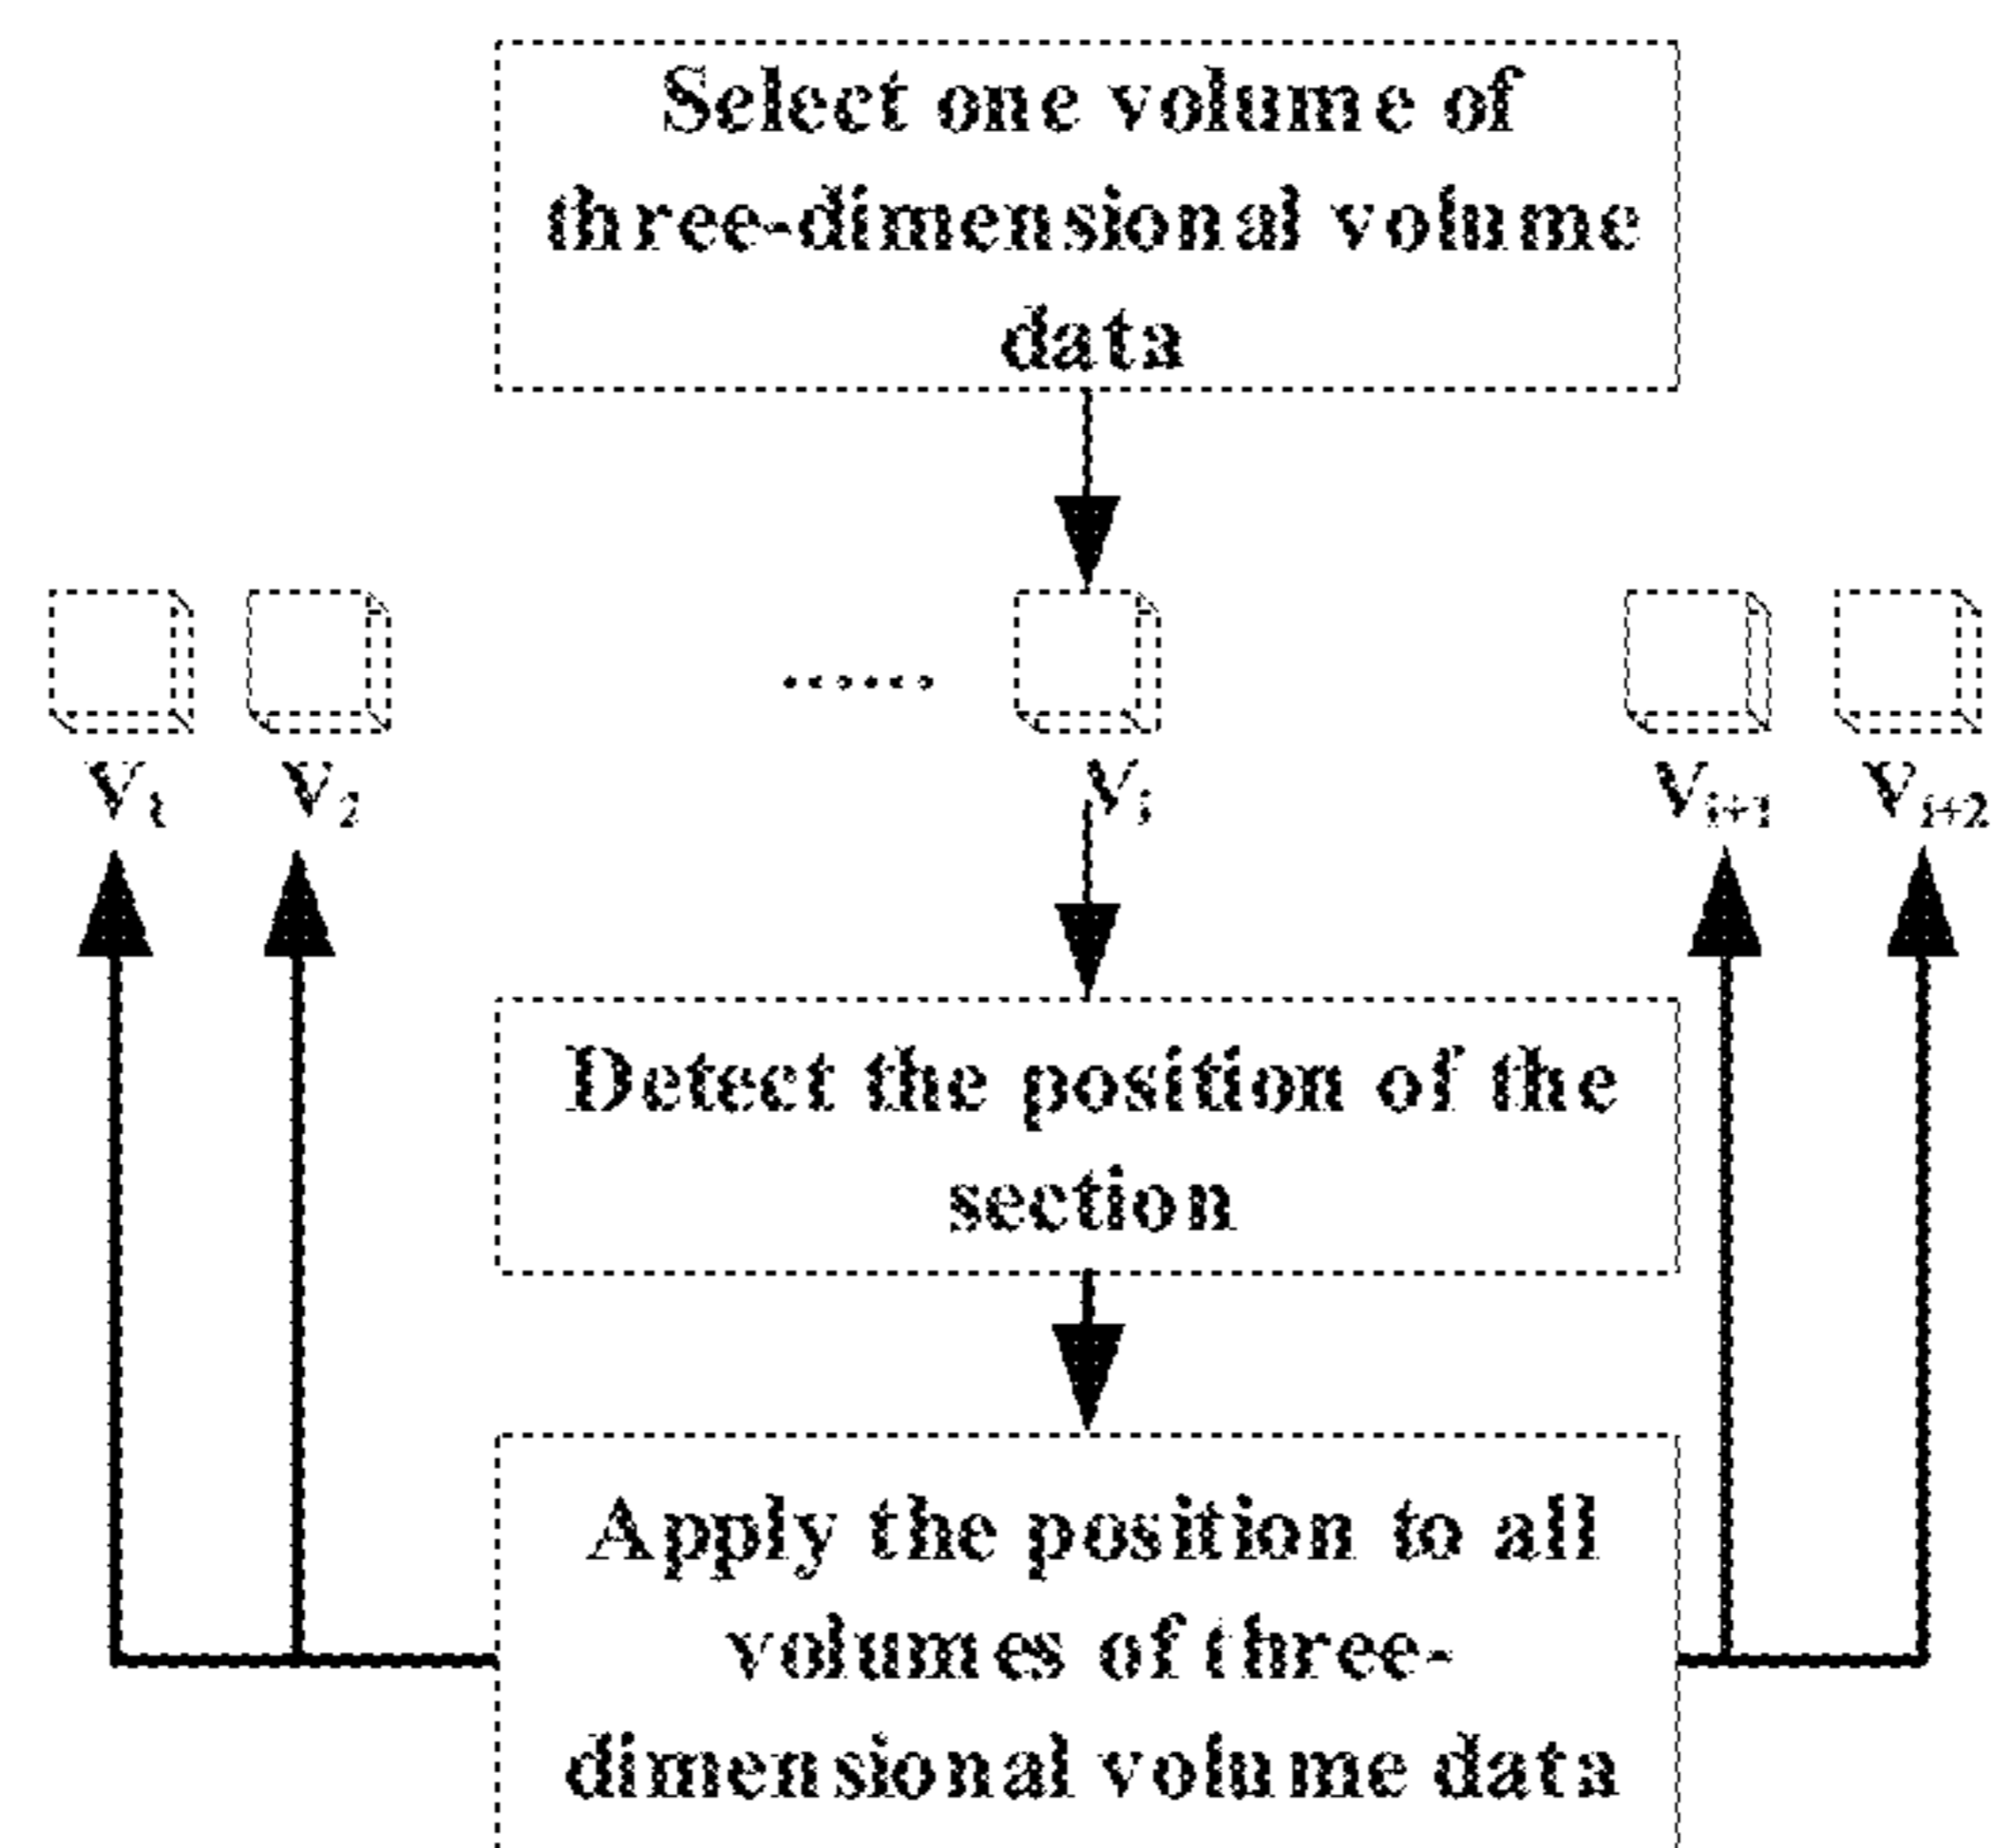 Select one volume of
three-dimensional volume
data
......
V₁ V₂ Vᵢ Vᵢ₊₁ Vᵢ₊₂
Detect the position of the
section
Apply the position to all
volumes of three-
dimensional volume data